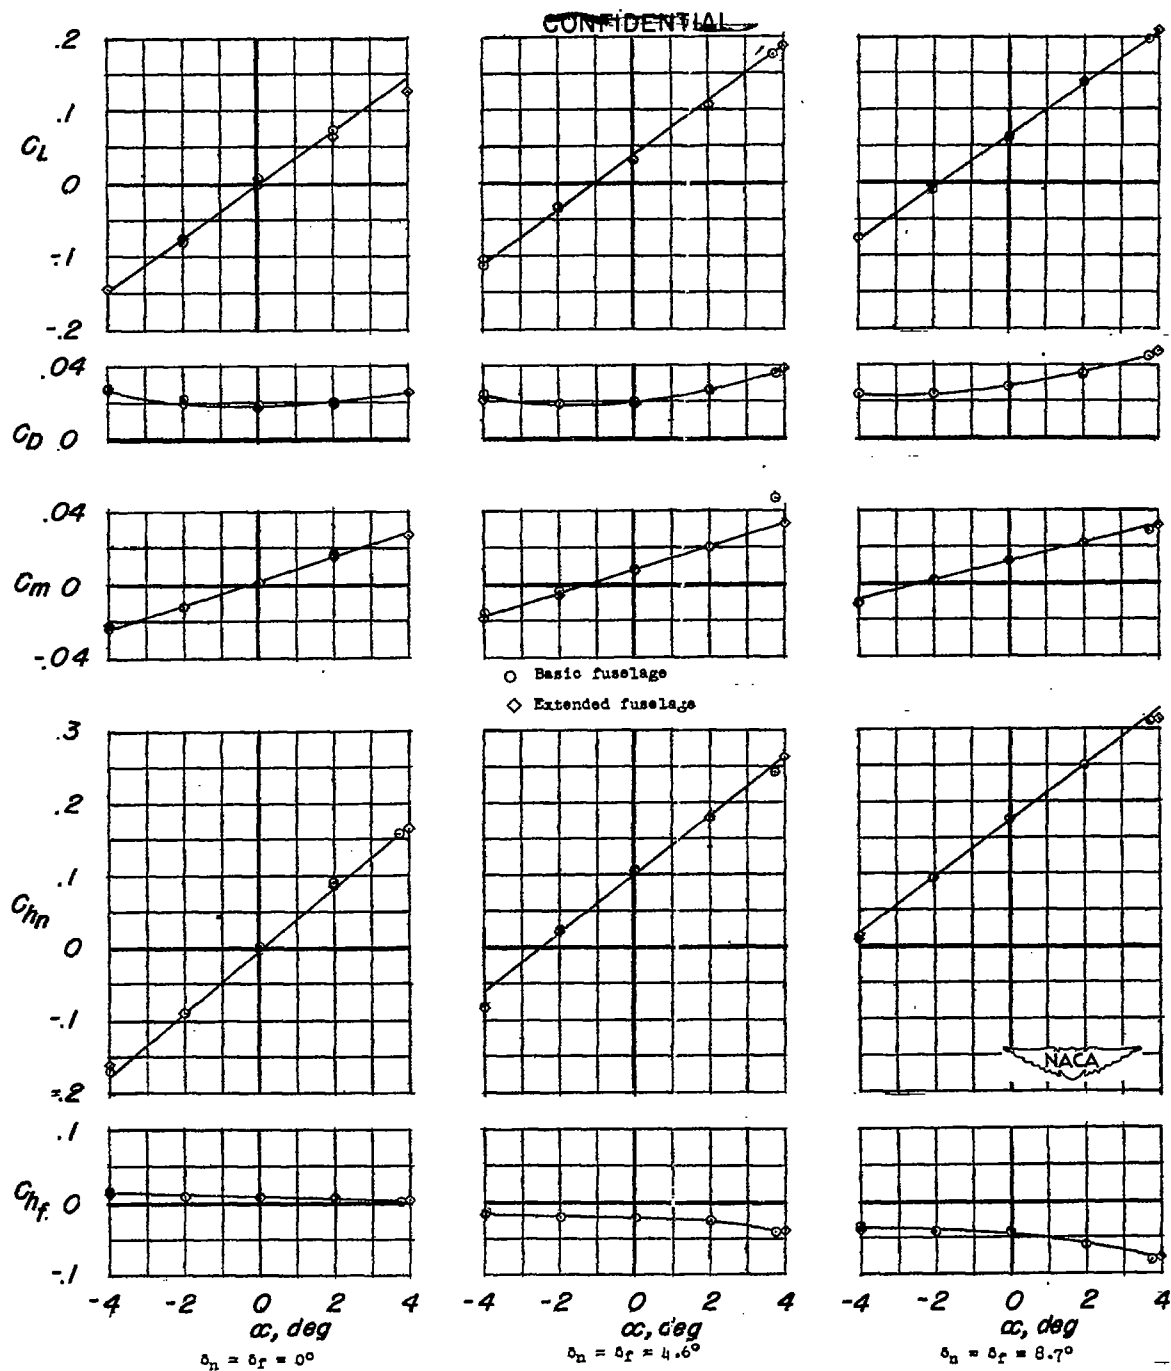 CONFIDENTIAL
.2
.1
C_L
0
-.1
-.2
.04
C_D 0
.04
C_m 0
-.04
○ Basic fuselage
◇ Extended fuselage
.3
.2
.1
C_hn
0
-.1
-.2
NACA
.1
C_hf 0
-.1
-4 -2 0 2 4 -4 -2 0 2 4 -4 -2 0 2 4
α, deg α, deg α, deg
δn = δf = 0° δn = δf = 4.6° δn = δf = 8.7°